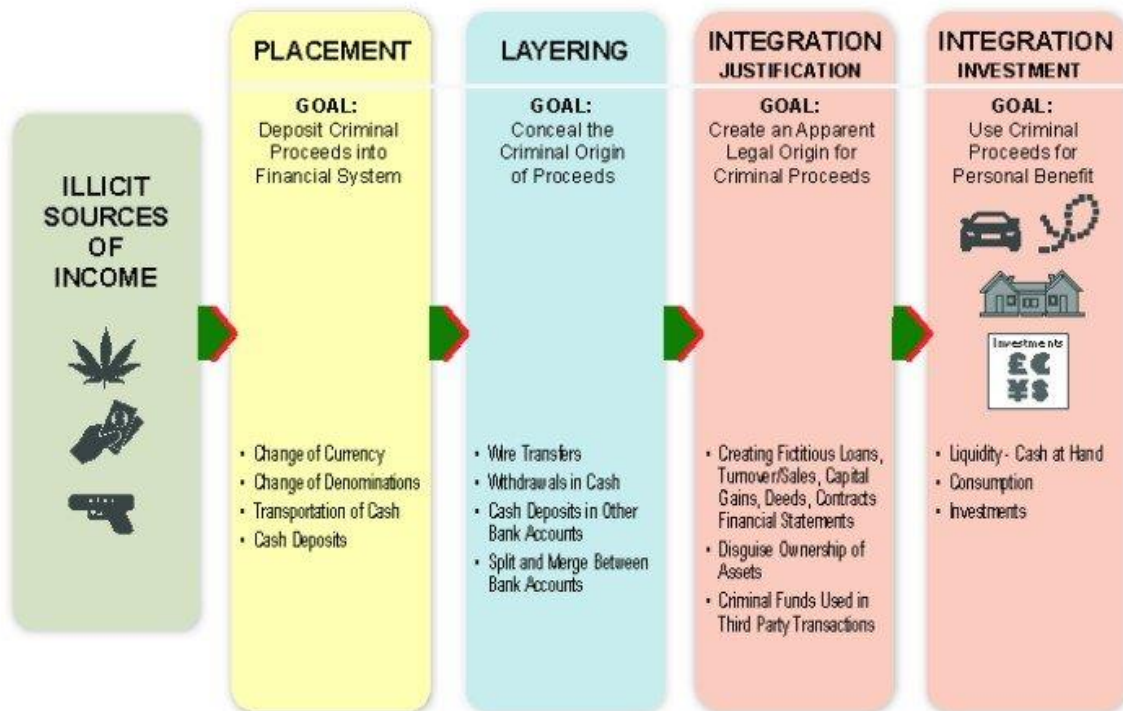 ILLICIT
SOURCES
OF
INCOME
PLACEMENT
GOAL:
Deposit Criminal
Proceeds into
Financial System
• Change of Currency
• Change of Denominations
• Transportation of Cash
• Cash Deposits
LAYERING
GOAL:
Conceal the
Criminal Origin
of Proceeds
• Wire Transfers
• Withdrawals in Cash
• Cash Deposits in Other
Bank Accounts
• Split and Merge Between
Bank Accounts
INTEGRATION
JUSTIFICATION
GOAL:
Create an Apparent
Legal Origin for
Criminal Proceeds
• Creating Fictitious Loans,
Turnover/Sales, Capital
Gains, Deeds, Contracts
Financial Statements
• Disguise Ownership of
Assets
• Criminal Funds Used in
Third Party Transactions
INTEGRATION
INVESTMENT
GOAL:
Use Criminal
Proceeds for
Personal Benefit
Investments
£ €
¥ $
• Liquidity - Cash at Hand
• Consumption
• Investments